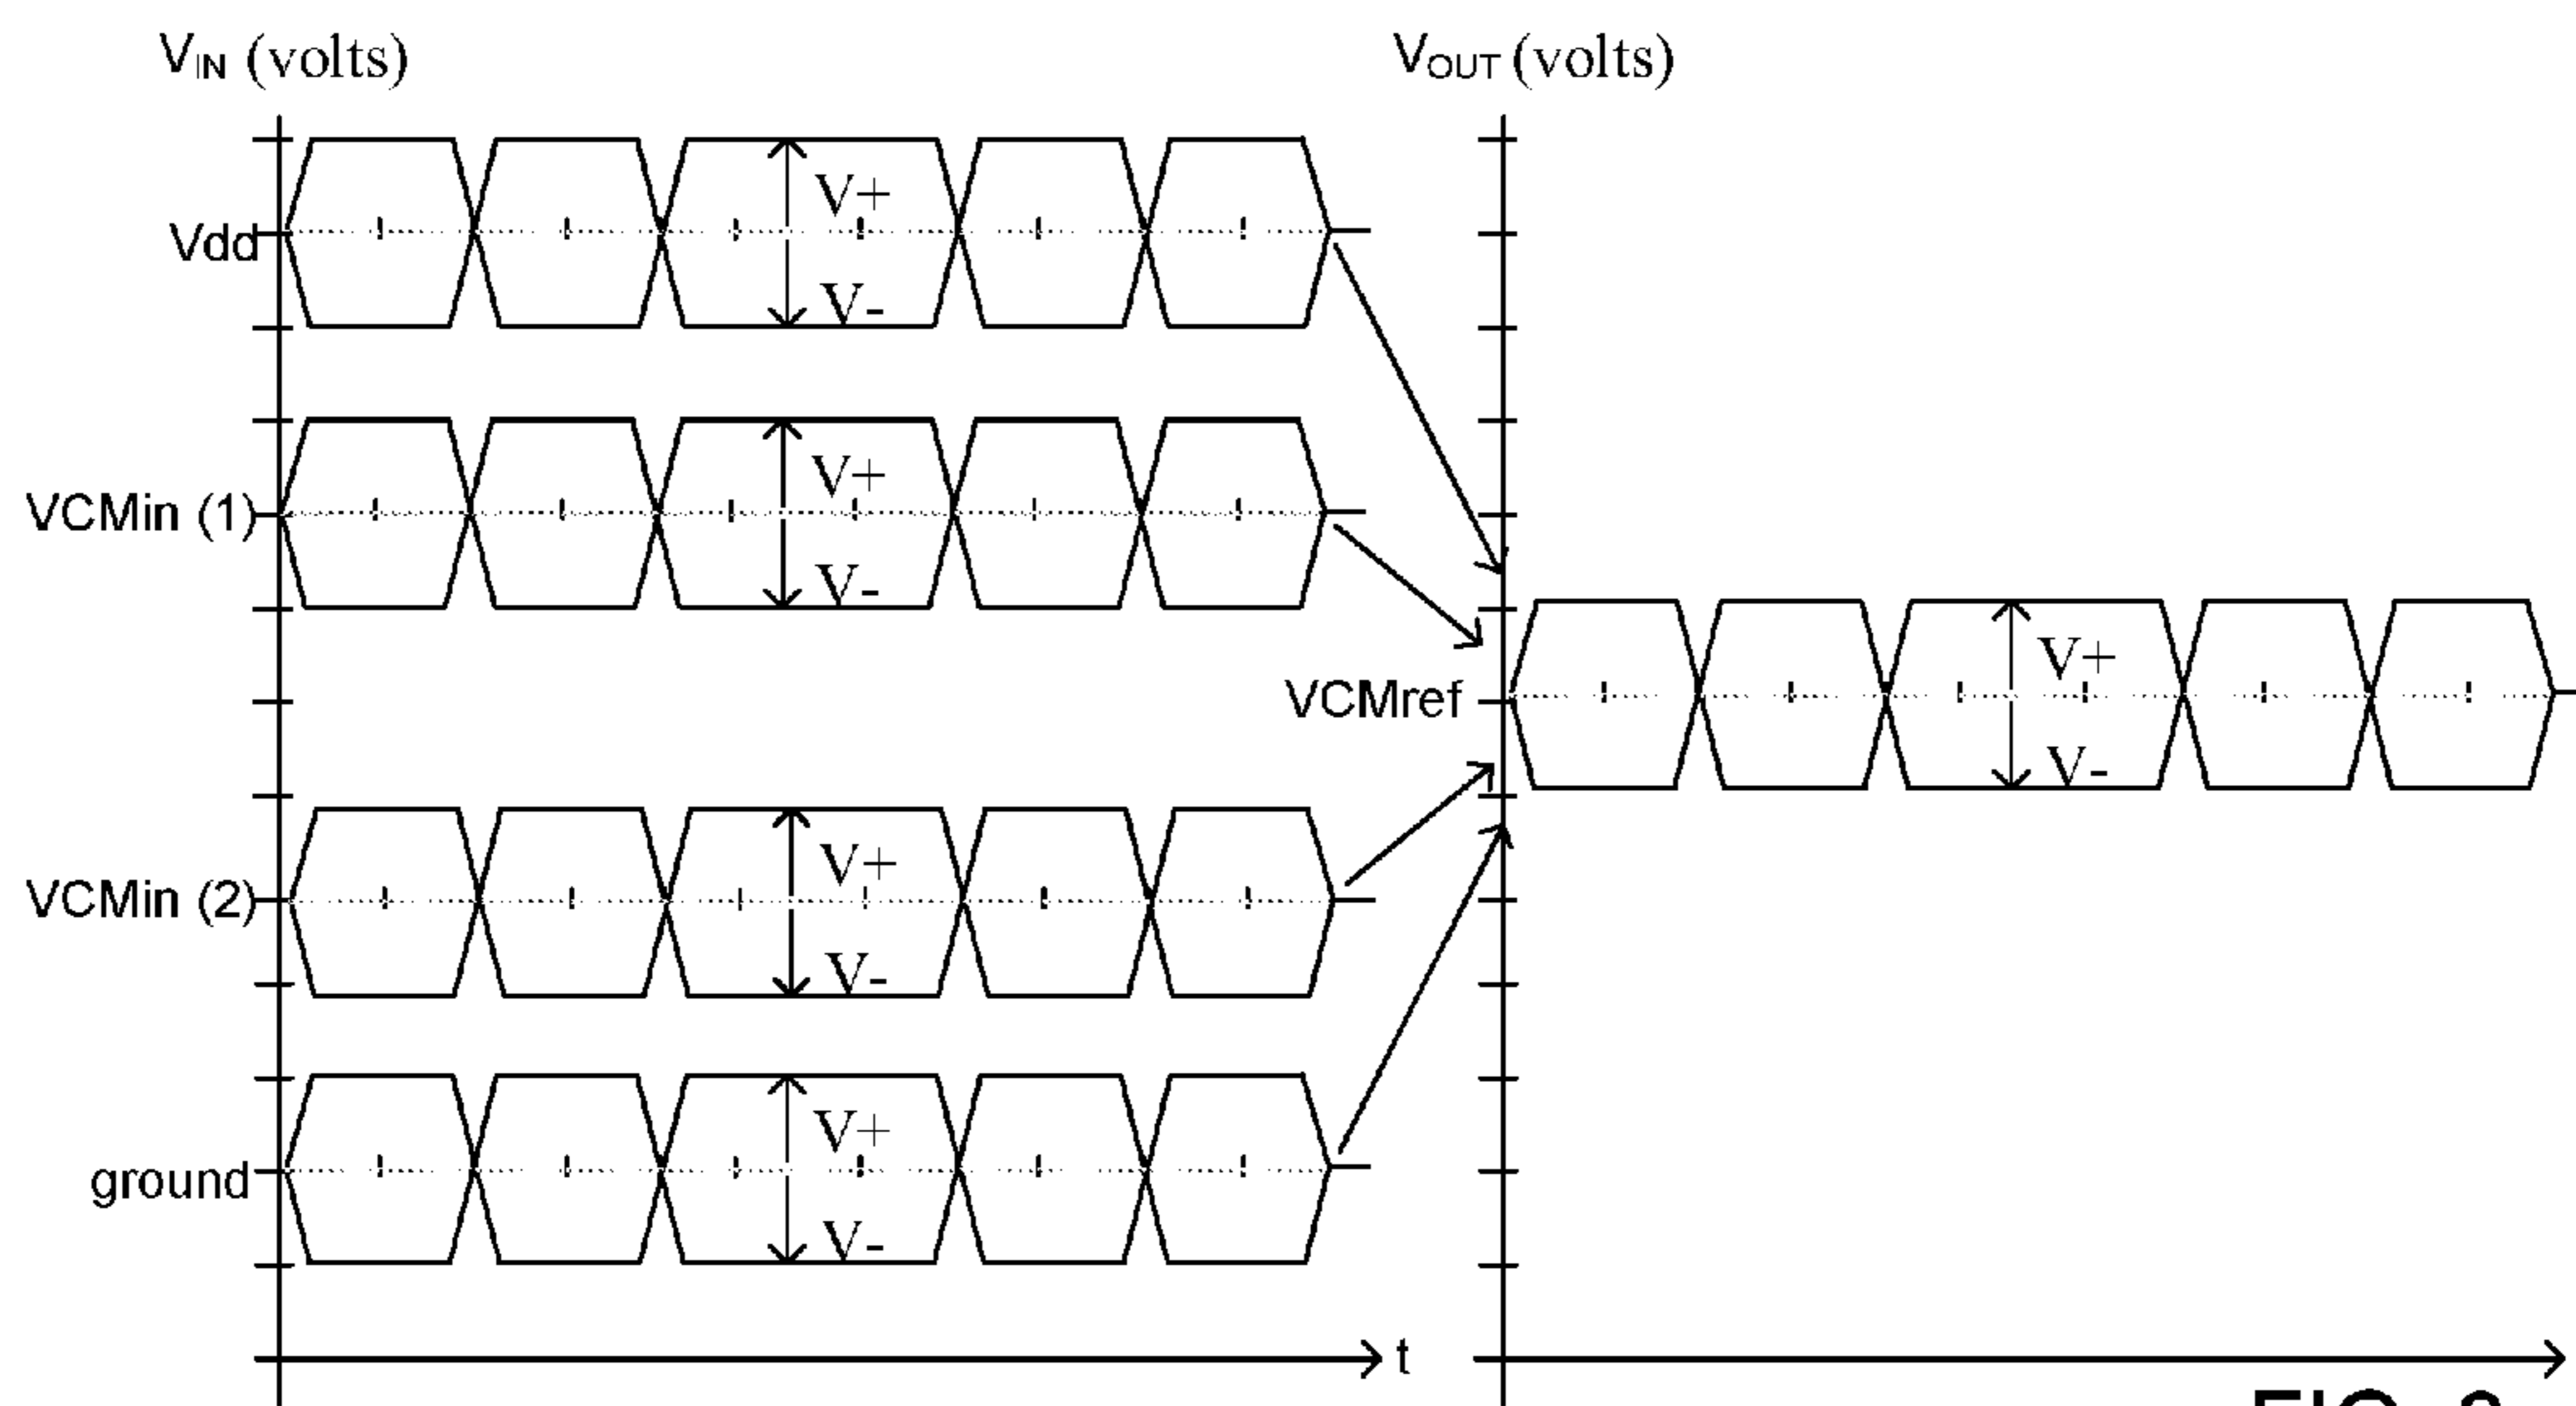 VIN (volts)
VOUT (volts)
V+
Vdd
V-
V+
VCMin (1)
V-
V+
VCMref
V-
V+
VCMin (2)
V-
V+
ground
V-
t